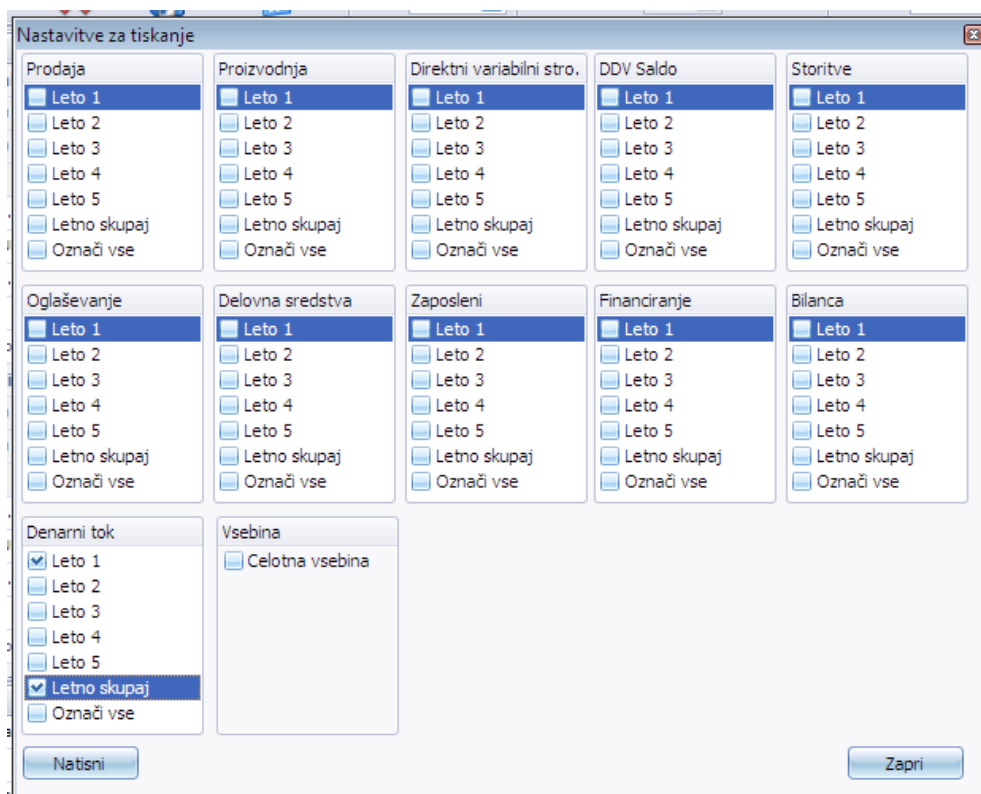 Nastavitve za tiskanje
Prodaja
Leto 1
Leto 2
Leto 3
Leto 4
Leto 5
Letno skupaj
Označi vse
Proizvodnja
Leto 1
Leto 2
Leto 3
Leto 4
Leto 5
Letno skupaj
Označi vse
Direktni variabilni stro.
Leto 1
Leto 2
Leto 3
Leto 4
Leto 5
Letno skupaj
Označi vse
DDV Saldo
Leto 1
Leto 2
Leto 3
Leto 4
Leto 5
Letno skupaj
Označi vse
Storitve
Leto 1
Leto 2
Leto 3
Leto 4
Leto 5
Letno skupaj
Označi vse
Oglaševanje
Leto 1
Leto 2
Leto 3
Leto 4
Leto 5
Letno skupaj
Označi vse
Delovna sredstva
Leto 1
Leto 2
Leto 3
Leto 4
Leto 5
Letno skupaj
Označi vse
Zaposleni
Leto 1
Leto 2
Leto 3
Leto 4
Leto 5
Letno skupaj
Označi vse
Financiranje
Leto 1
Leto 2
Leto 3
Leto 4
Leto 5
Letno skupaj
Označi vse
Bilanca
Leto 1
Leto 2
Leto 3
Leto 4
Leto 5
Letno skupaj
Označi vse
Denarni tok
Leto 1
Leto 2
Leto 3
Leto 4
Leto 5
Letno skupaj
Označi vse
Vsebina
Celotna vsebina
Natisni
Zapri